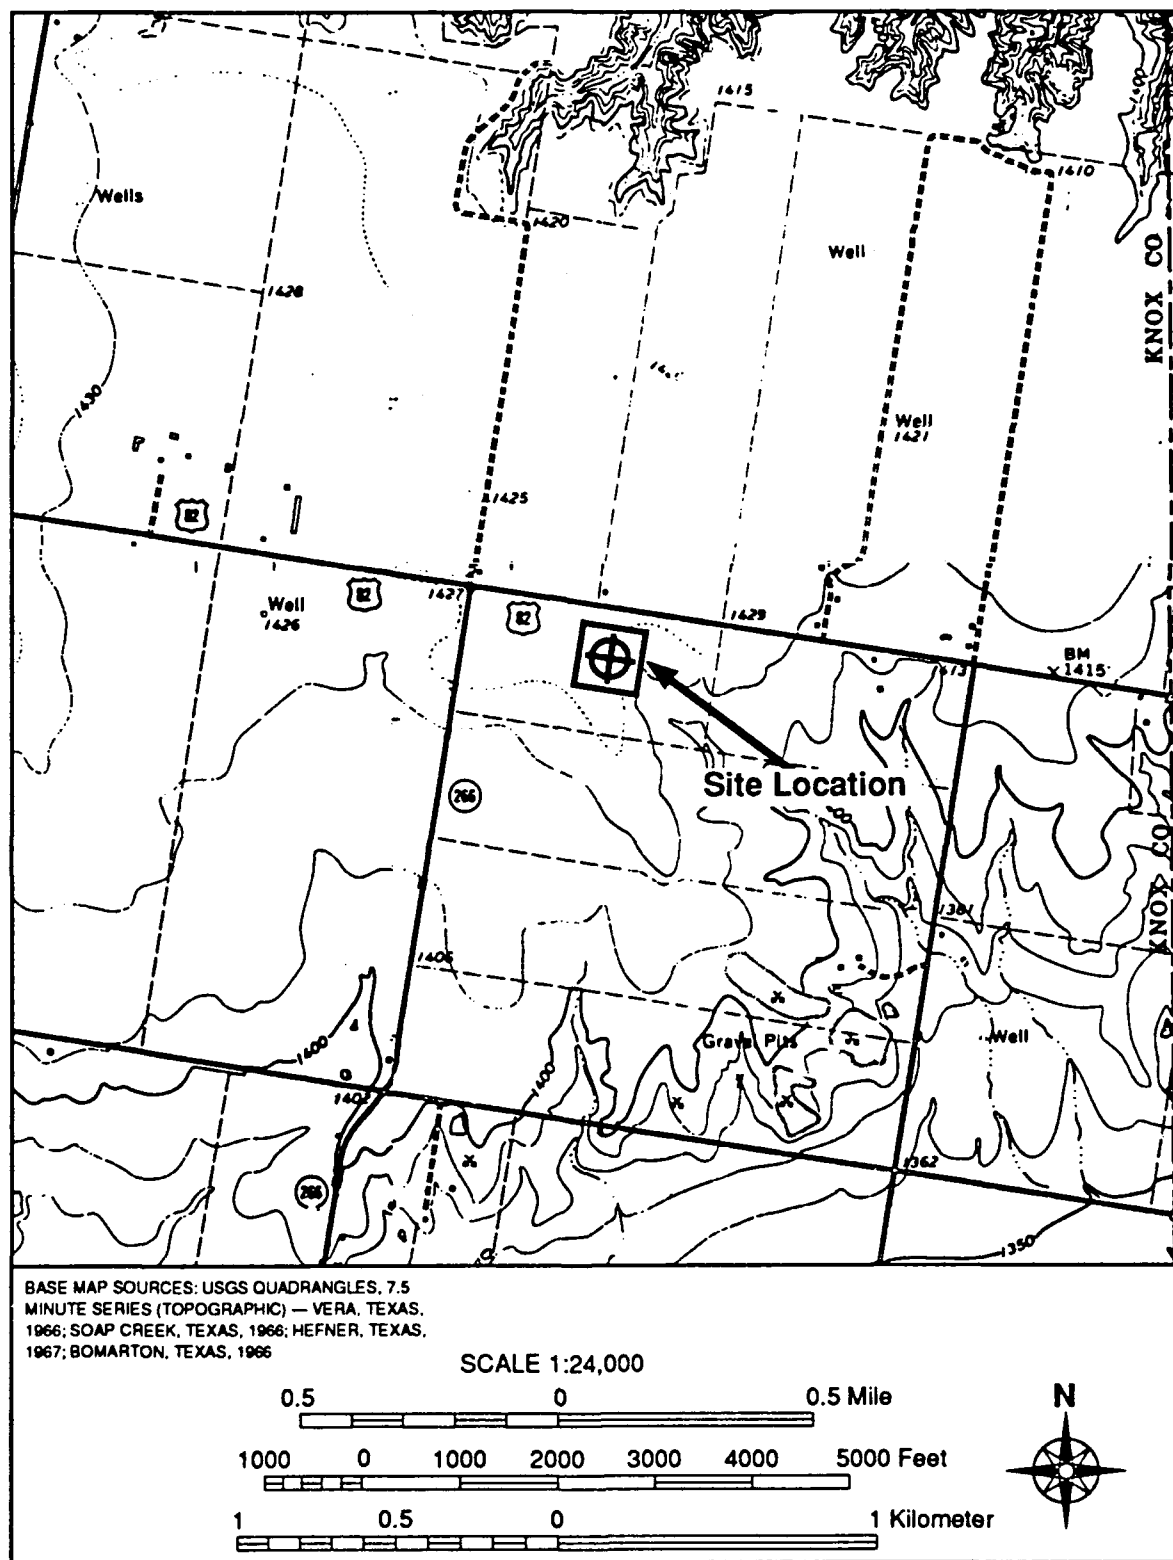 1415
1410
Wells
1420
Well
KNOX CO
1428
1430
Well
1421
1425
82
82
1427
82
1429
Well
1426
BM
1415
1413
Site Location
266
1381
KNOX CO
1406
Gravel Pits
Well
1400
1400
1402
1362
266
1350
BASE MAP SOURCES: USGS QUADRANGLES, 7.5
MINUTE SERIES (TOPOGRAPHIC) — VERA, TEXAS,
1966; SOAP CREEK, TEXAS, 1966; HEFNER, TEXAS,
1967; BOMARTON, TEXAS, 1966
SCALE 1:24,000
0.5 0 0.5 Mile
1000 0 1000 2000 3000 4000 5000 Feet
1 0.5 0 1 Kilometer
N